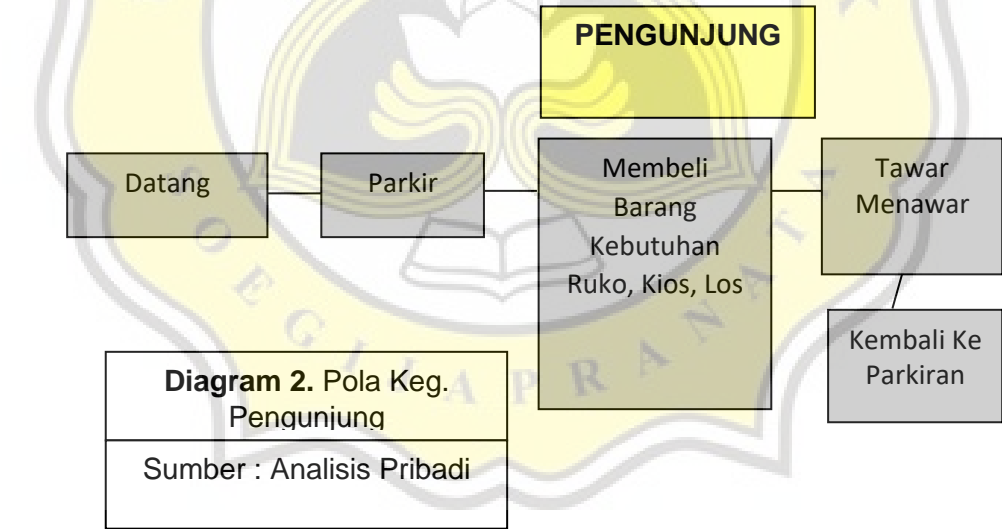 PENGUNJUNG
Datang
Parkir
Membeli
Barang
Kebutuhan
Ruko, Kios, Los
Tawar
Menawar
Kembali Ke
Parkiran
Diagram 2. Pola Keg.
Pengunjung
Sumber : Analisis Pribadi
SOEGIJAPRANATA